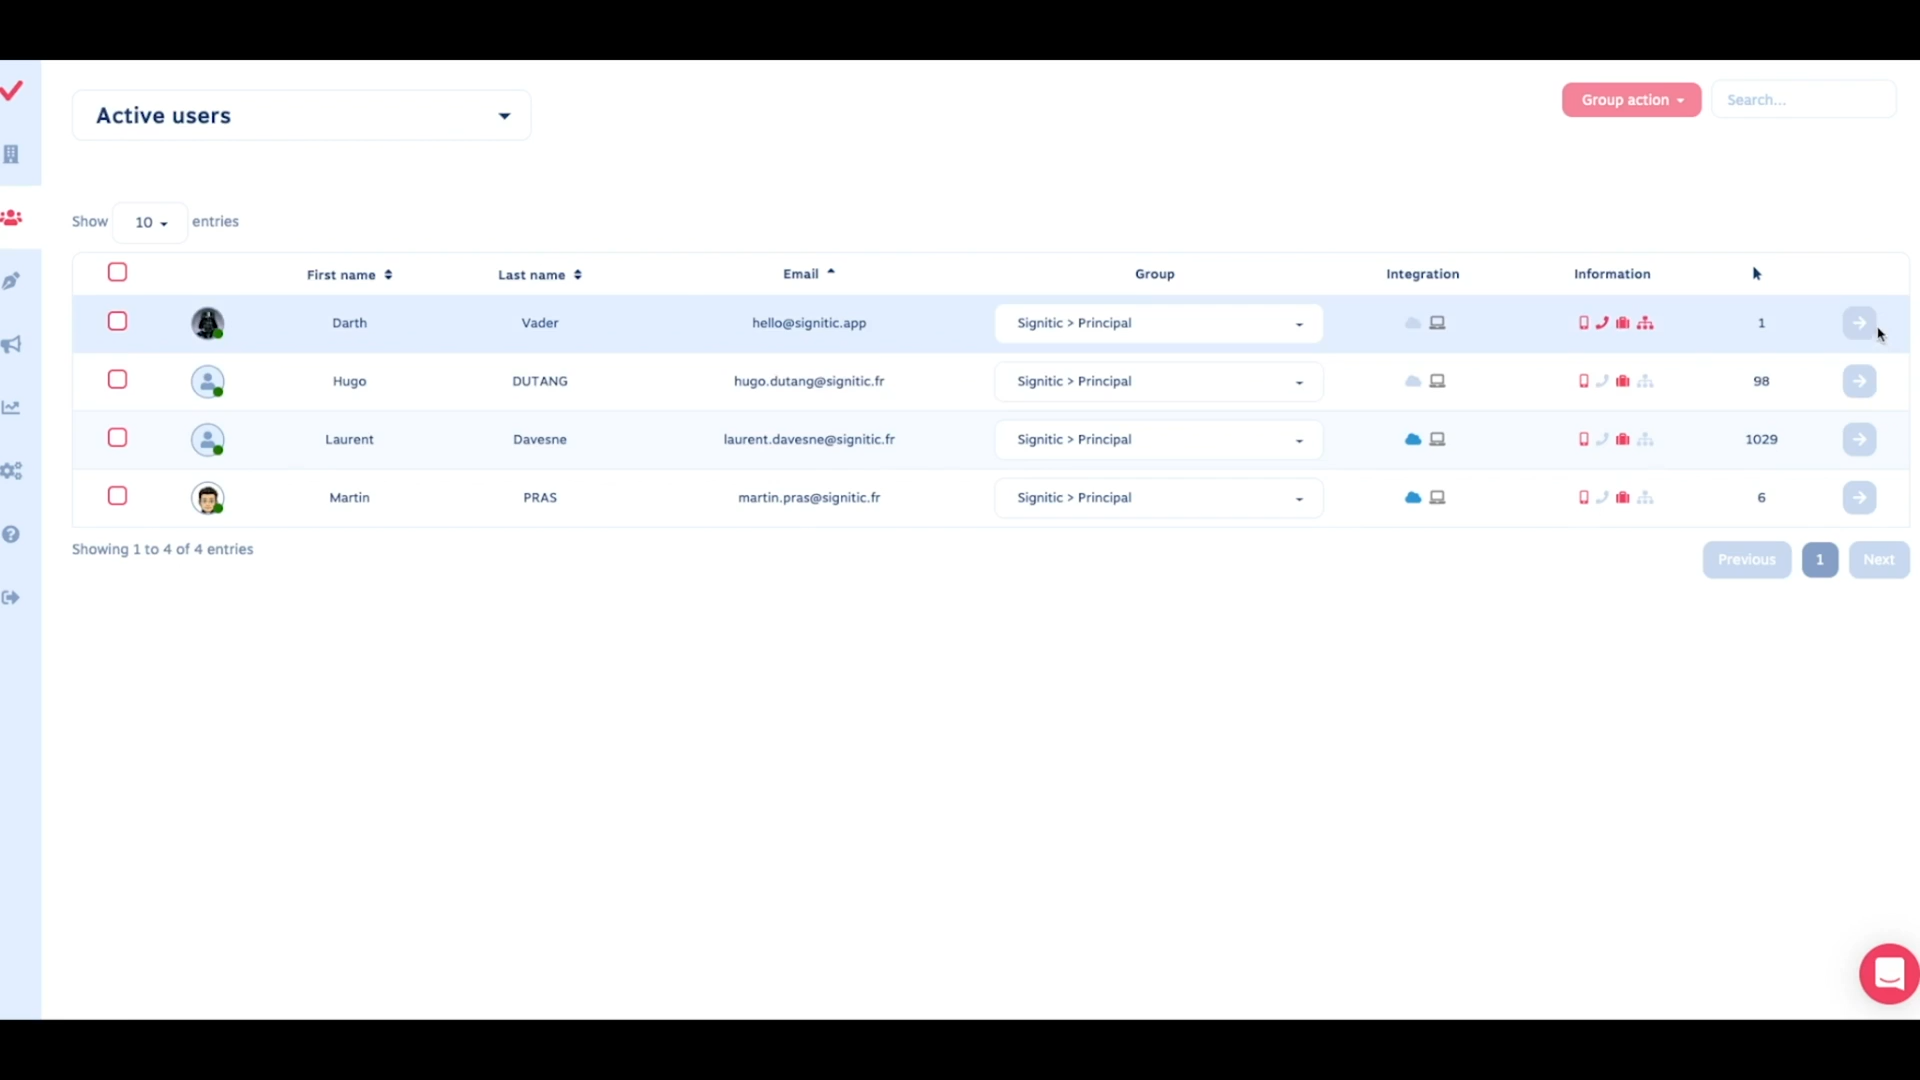 Active users
Group action
Search...
Show 10 entries
First name Last name Email Group Integration Information
Darth Vader hello@signitic.app Signitic > Principal 1
Hugo DUTANG hugo.dutang@signitic.fr Signitic > Principal 98
Laurent Davesne laurent.davesne@signitic.fr Signitic > Principal 1029
Martin PRAS martin.pras@signitic.fr Signitic > Principal 6
Showing 1 to 4 of 4 entries
Previous 1 Next